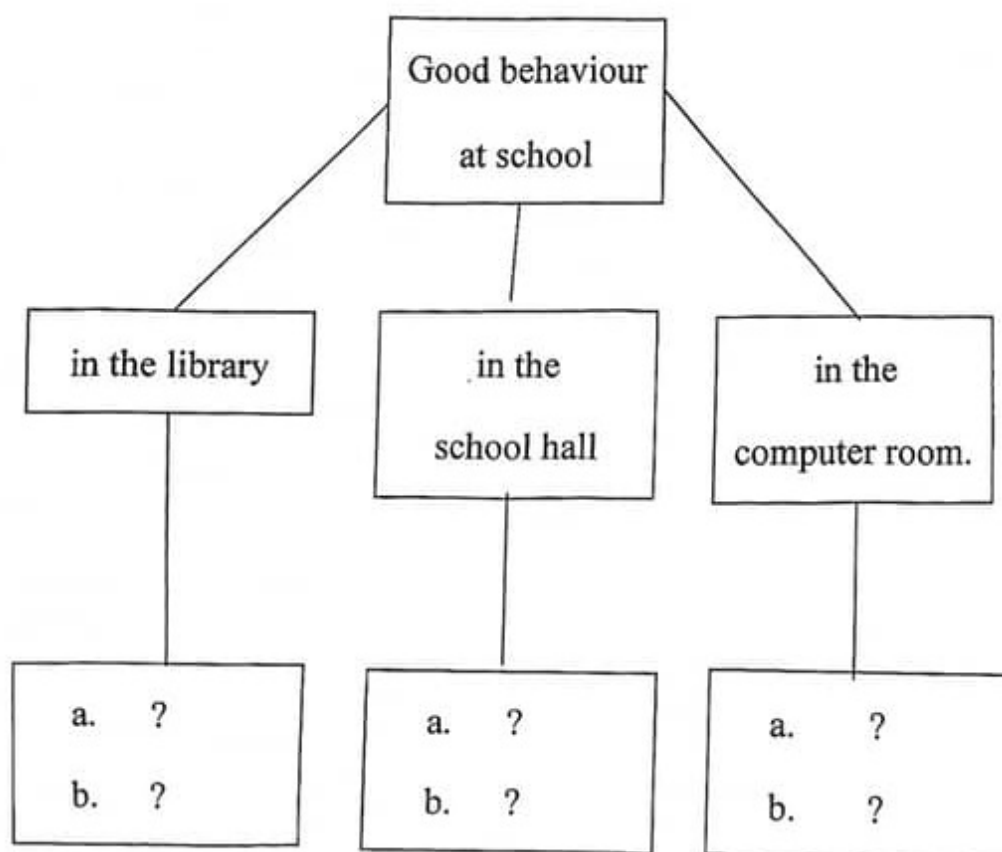 Good behaviour
at school
in the library
in the
school hall
in the
computer room.
a. ?
b. ?
a. ?
b. ?
a. ?
b. ?